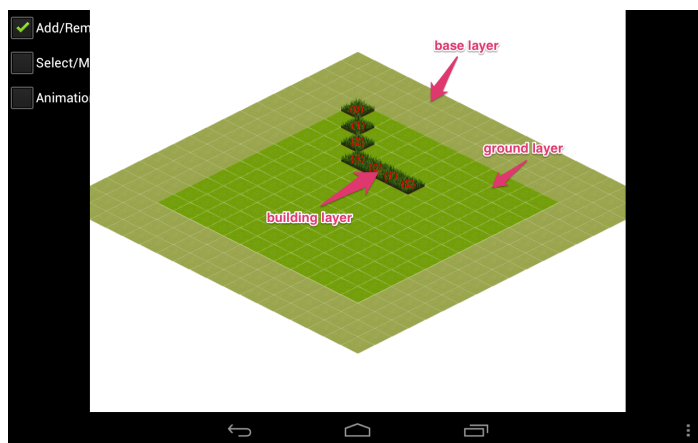 Add/Rem
base layer
Select/M
Animatio
ground layer
building layer